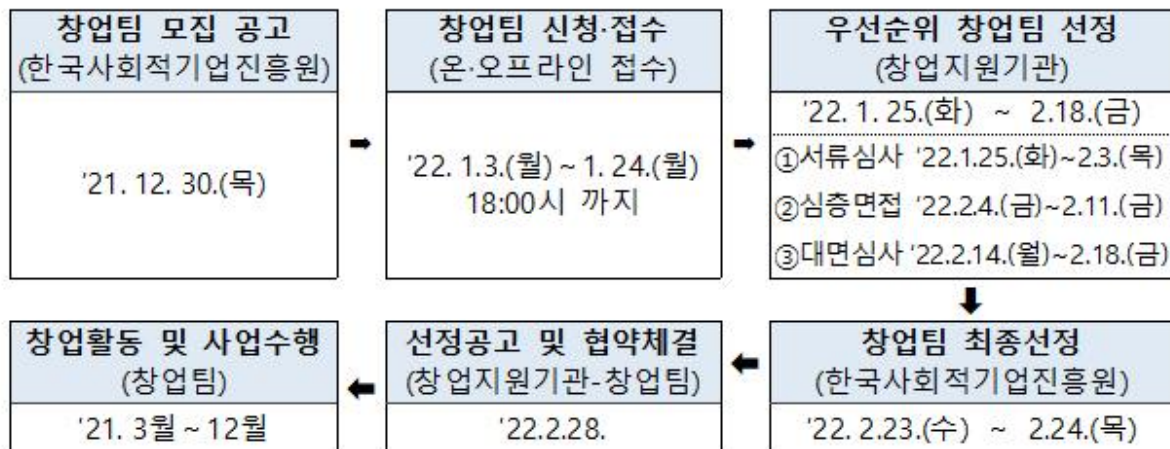 창업팀 모집 공고
(한국사회적기업진흥원)
'21. 12. 30.(목)
➡
창업팀 신청·접수
(온·오프라인 접수)
'22. 1.3.(월) ~ 1. 24.(월)
18:00시 까지
➡
우선순위 창업팀 선정
(창업지원기관)
'22. 1. 25.(화) ~ 2.18.(금)
①서류심사 '22.1.25.(화)~2.3.(목)
②심층면접 '22.2.4.(금)~2.11.(금)
③대면심사 '22.2.14.(월)~2.18.(금)
⬇
창업팀 최종선정
(한국사회적기업진흥원)
'22. 2.23.(수) ~ 2.24.(목)
⬅
선정공고 및 협약체결
(창업지원기관-창업팀)
'22.2.28.
⬅
창업활동 및 사업수행
(창업팀)
'21. 3월 ~ 12월